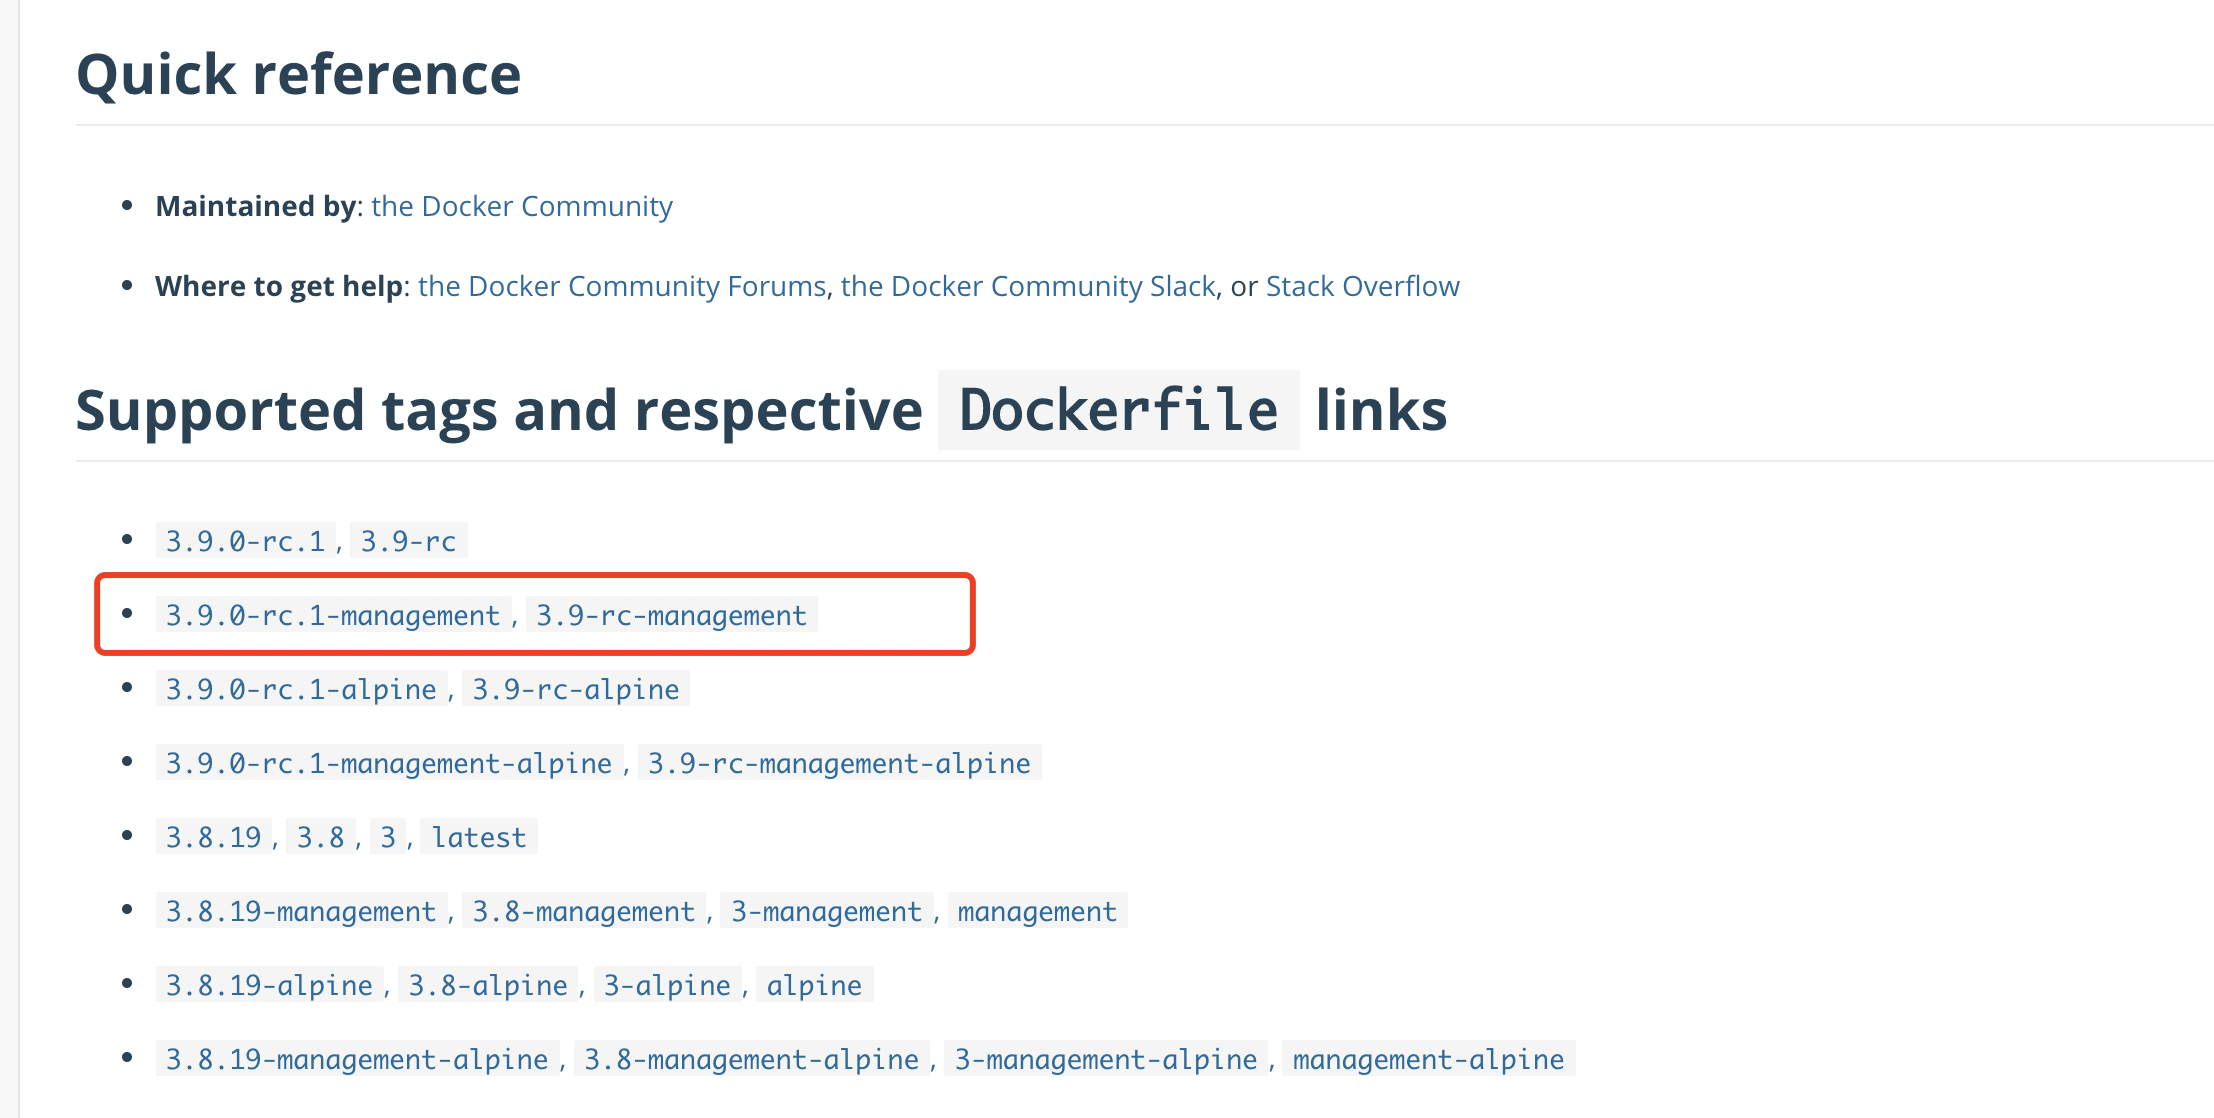 Quick reference
Maintained by: the Docker Community
Where to get help: the Docker Community Forums, the Docker Community Slack, or Stack Overflow
Supported tags and respective Dockerfile links
3.9.0-rc.1, 3.9-rc
3.9.0-rc.1-management, 3.9-rc-management
3.9.0-rc.1-alpine, 3.9-rc-alpine
3.9.0-rc.1-management-alpine, 3.9-rc-management-alpine
3.8.19, 3.8, 3, latest
3.8.19-management, 3.8-management, 3-management, management
3.8.19-alpine, 3.8-alpine, 3-alpine, alpine
3.8.19-management-alpine, 3.8-management-alpine, 3-management-alpine, management-alpine